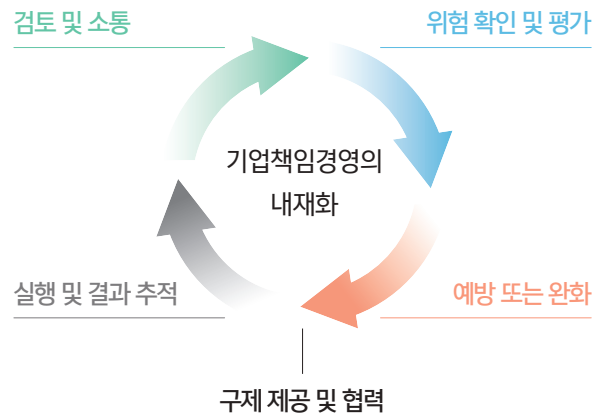 검토 및 소통
위험 확인 및 평가
기업책임경영의
내재화
실행 및 결과 추적
예방 또는 완화
구제 제공 및 협력